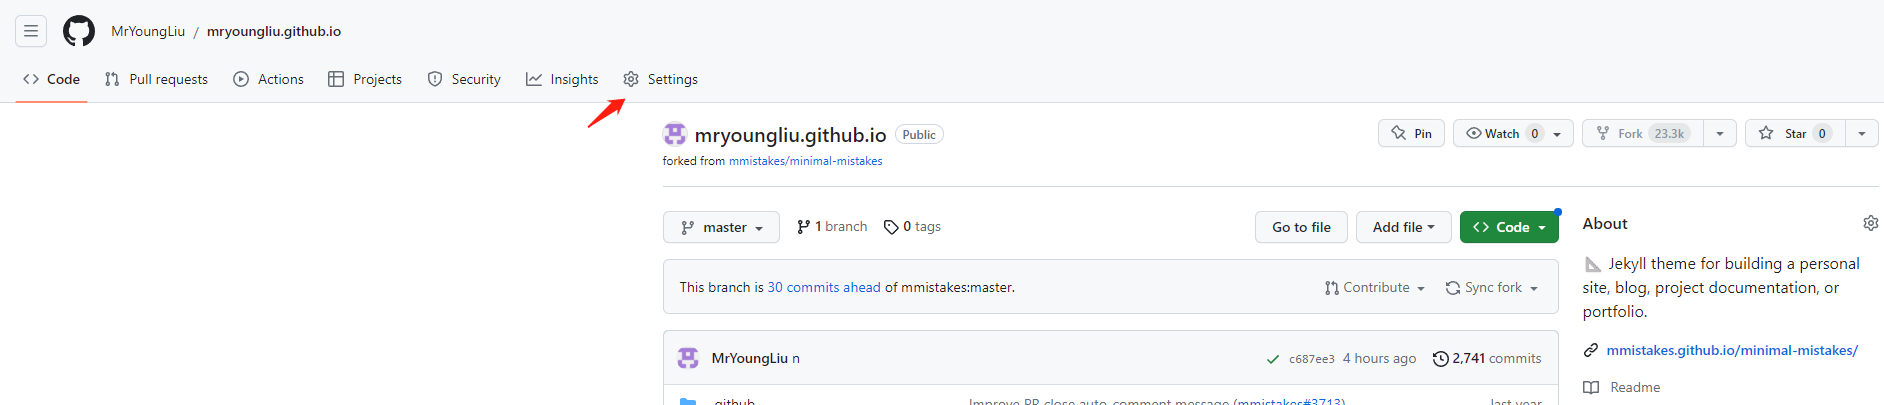 MrYoungLiu / mryoungliu.github.io
Code Pull requests Actions Projects Security Insights Settings
mryoungliu.github.io Public
Pin Watch 0 Fork 23.3k Star 0
forked from mmistakes/minimal-mistakes
master 1 branch 0 tags Go to file Add file Code
About
Jekyll theme for building a personal
site, blog, project documentation, or
portfolio.
This branch is 30 commits ahead of mmistakes:master. Contribute Sync fork
mmistakes.github.io/minimal-mistakes/
MrYoungLiu n c687ee3 4 hours ago 2,741 commits
Readme
.github Improve PR close auto-comment message (mmistakes#3713) last year